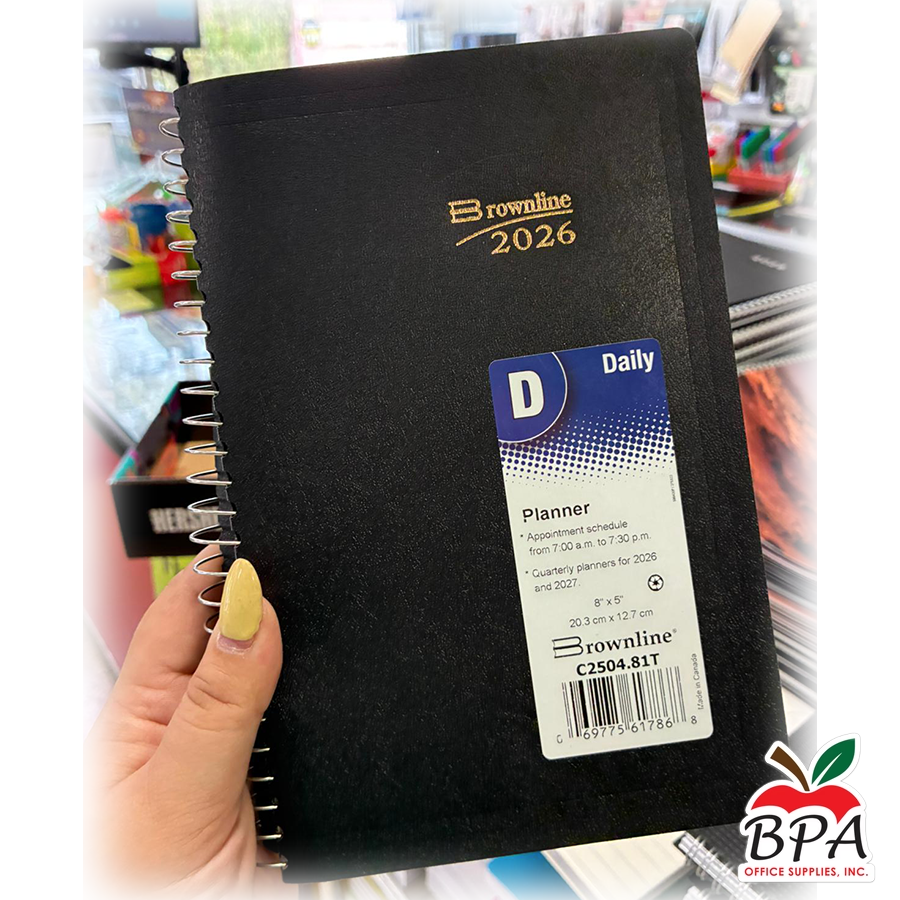 Brownline
2026
D
Daily
Planner
• Appointment schedule
from 7:00 a.m. to 7:30 p.m.
• Quarterly planners for 2026
and 2027.
8" x 5"
20.3 cm x 12.7 cm
Brownline®
C2504.81T
0 69775 61786 8
Made in Canada
HERSH
BPA
OFFICE SUPPLIES, INC.